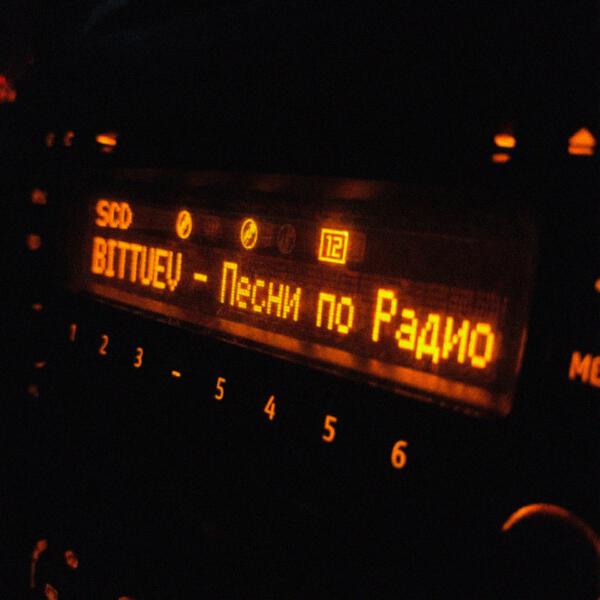 SCD 12
BITTUEV - Песни по Радио
1 2 3 - 5 4 5 6